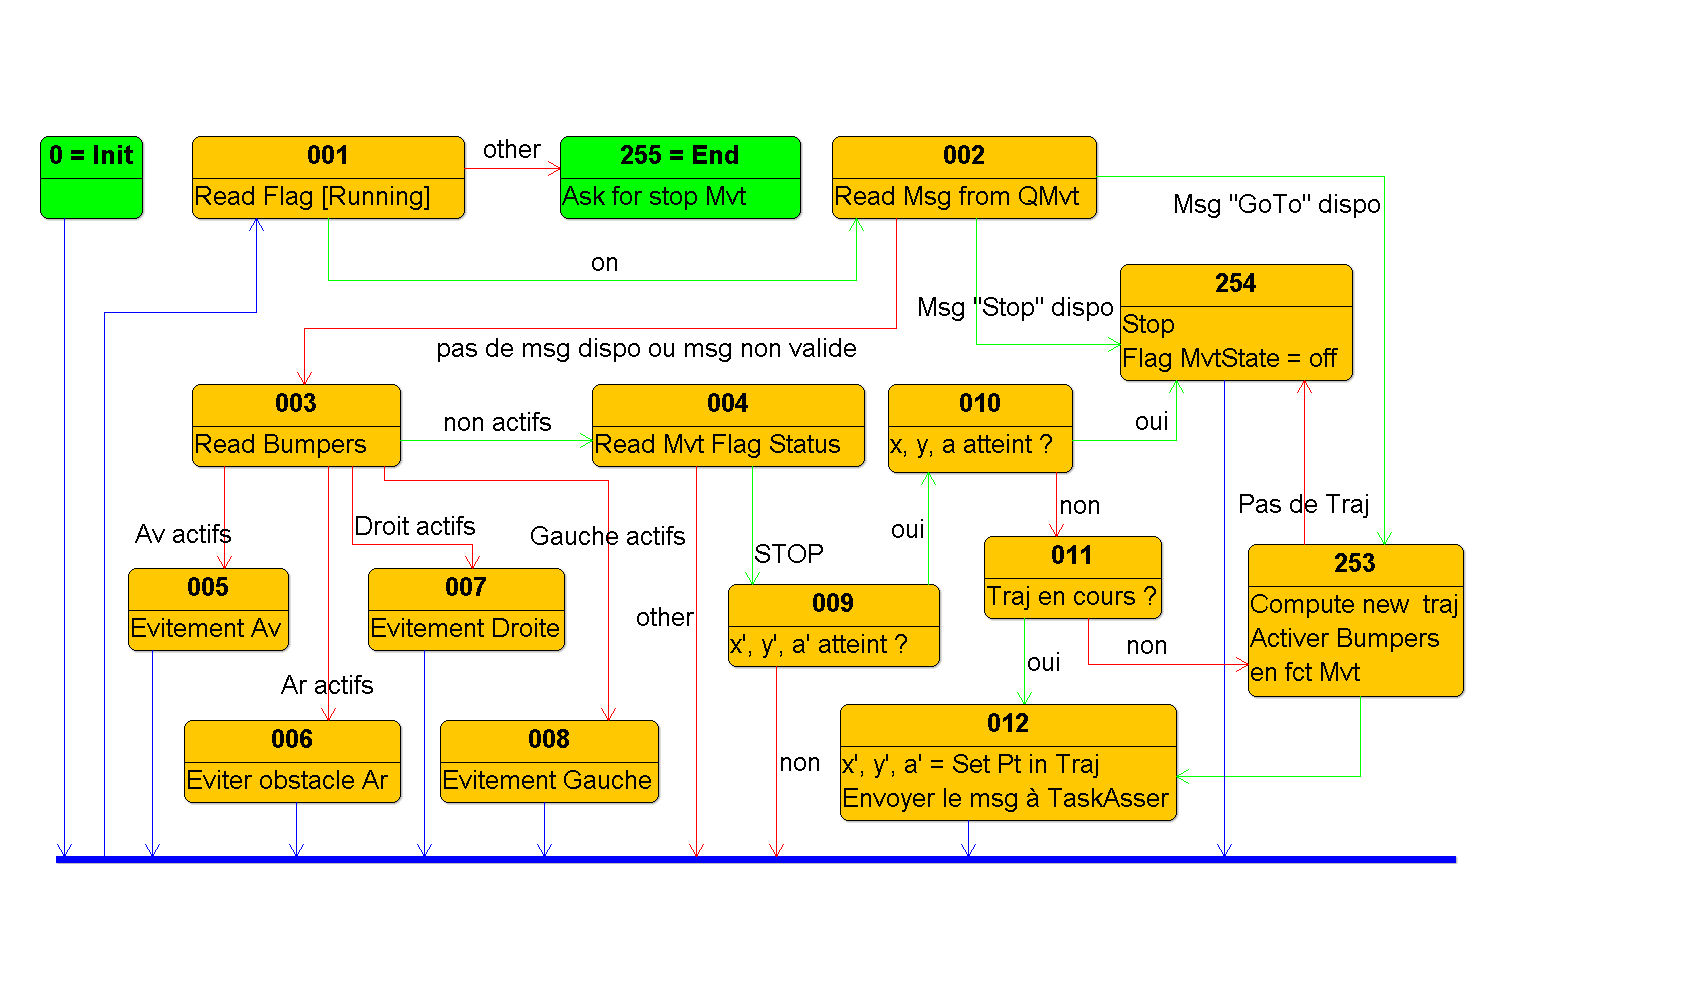 0 = Init
001
Read Flag [Running]
other
255 = End
Ask for stop Mvt
002
Read Msg from QMvt
Msg "GoTo" dispo
on
254
Stop
Flag MvtState = off
Msg "Stop" dispo
pas de msg dispo ou msg non valide
003
Read Bumpers
non actifs
004
Read Mvt Flag Status
010
x, y, a atteint ?
oui
Av actifs
Droit actifs
Gauche actifs
STOP
oui
non
Pas de Traj
005
Evitement Av
007
Evitement Droite
other
009
x', y', a' atteint ?
011
Traj en cours ?
253
Compute new  traj
Activer Bumpers
en fct Mvt
non
oui
Ar actifs
006
Eviter obstacle Ar
008
Evitement Gauche
non
012
x', y', a' = Set Pt in Traj
Envoyer le msg à TaskAsser